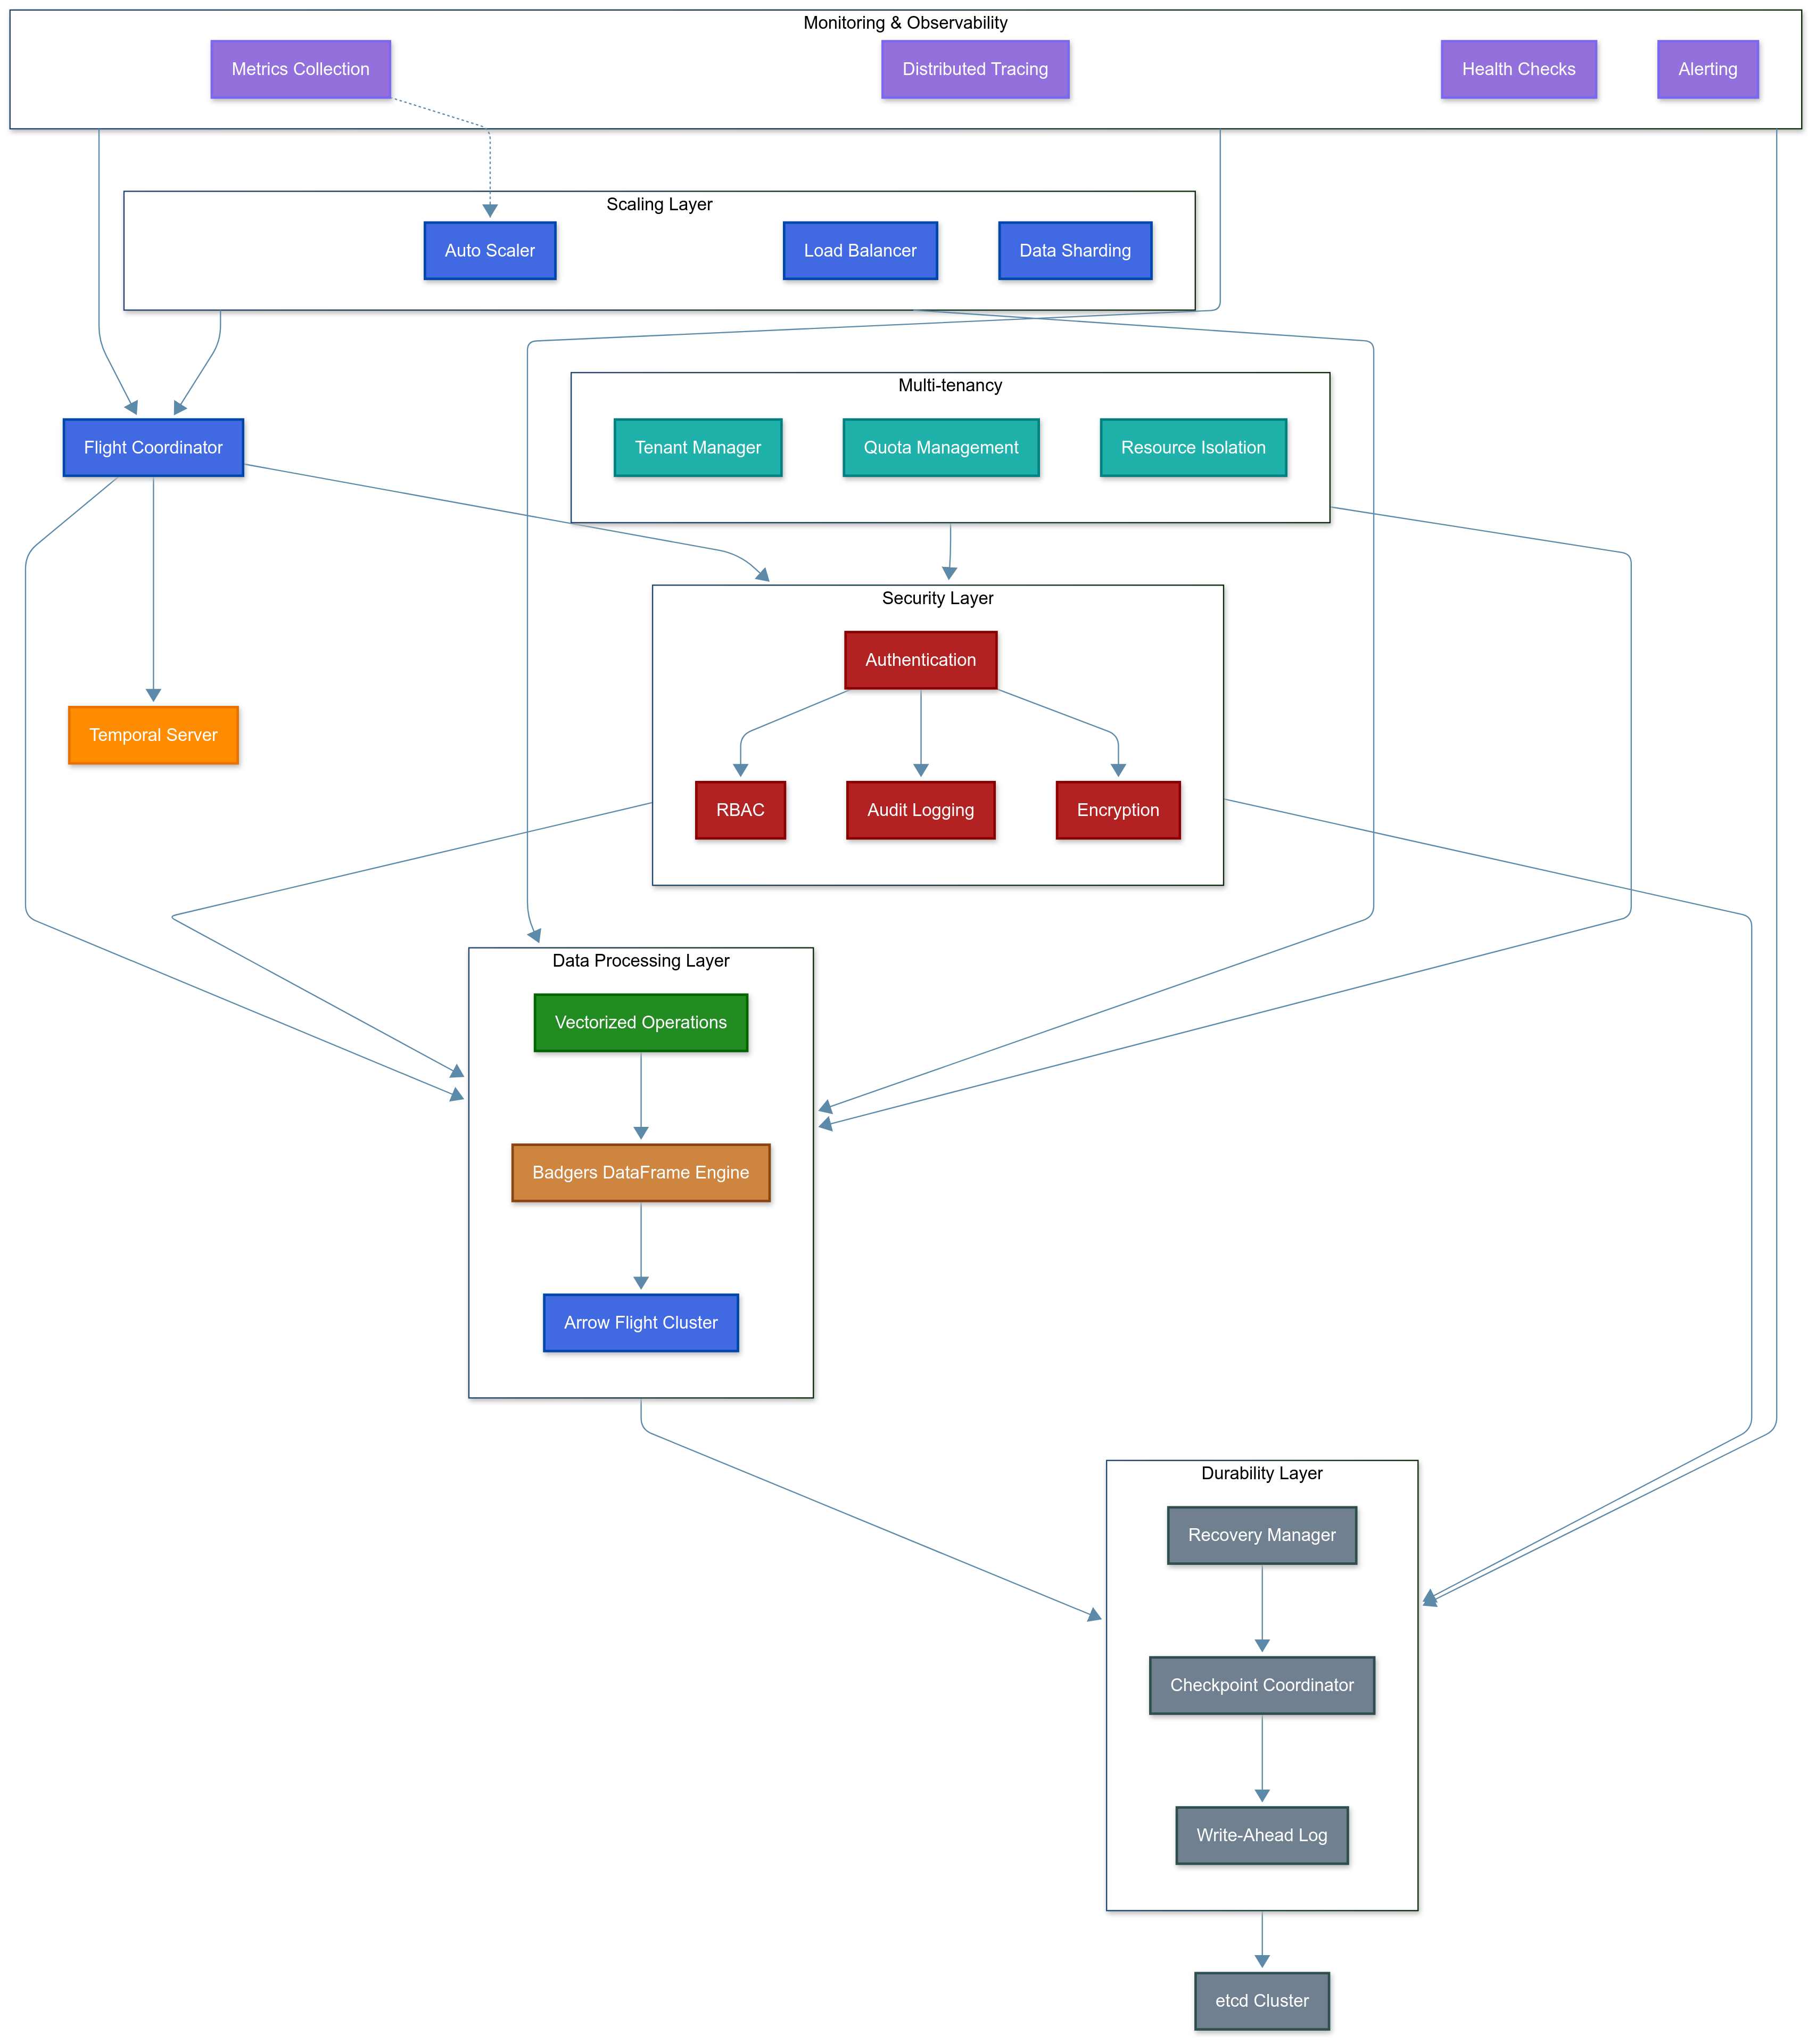 Monitoring & Observability
Metrics Collection
Distributed Tracing
Health Checks
Alerting
Scaling Layer
Auto Scaler
Load Balancer
Data Sharding
Multi-tenancy
Flight Coordinator
Tenant Manager
Quota Management
Resource Isolation
Security Layer
Authentication
Temporal Server
RBAC
Audit Logging
Encryption
Data Processing Layer
Vectorized Operations
Badgers DataFrame Engine
Arrow Flight Cluster
Durability Layer
Recovery Manager
Checkpoint Coordinator
Write-Ahead Log
etcd Cluster